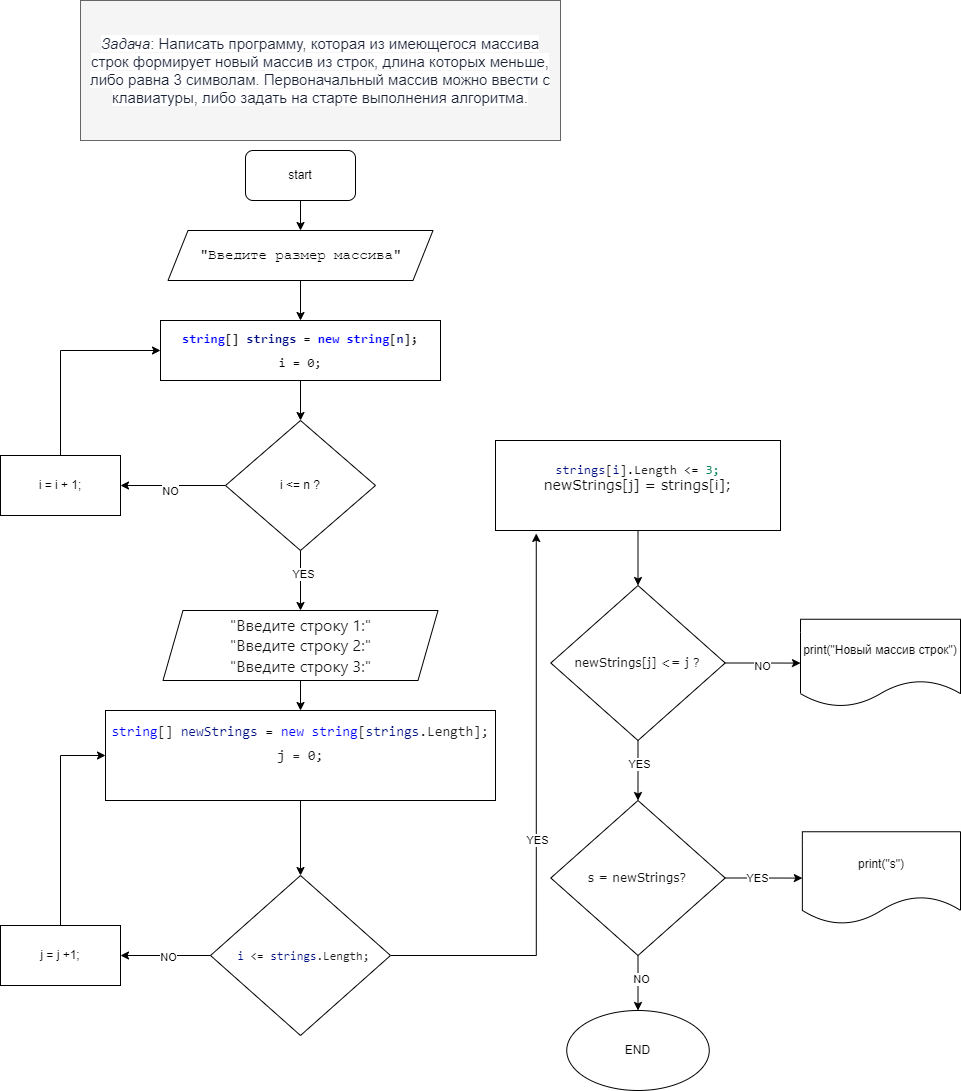 Задача: Написать программу, которая из имеющегося массива
строк формирует новый массив из строк, длина которых меньше,
либо равна 3 символам. Первоначальный массив можно ввести с
клавиатуры, либо задать на старте выполнения алгоритма.
start
"Введите размер массива"
string[] strings = new string[n];
i = 0;
i = i + 1;
NO
i <= n ?
YES
"Введите строку 1:"
"Введите строку 2:"
"Введите строку 3:"
string[] newStrings = new string[strings.Length];
j = 0;
j = j +1;
NO
i <= strings.Length;
YES
strings[i].Length <= 3;
newStrings[j] = strings[i];
newStrings[j] <= j ?
NO
print("Новый массив строк")
YES
s = newStrings?
YES
print("s")
NO
END